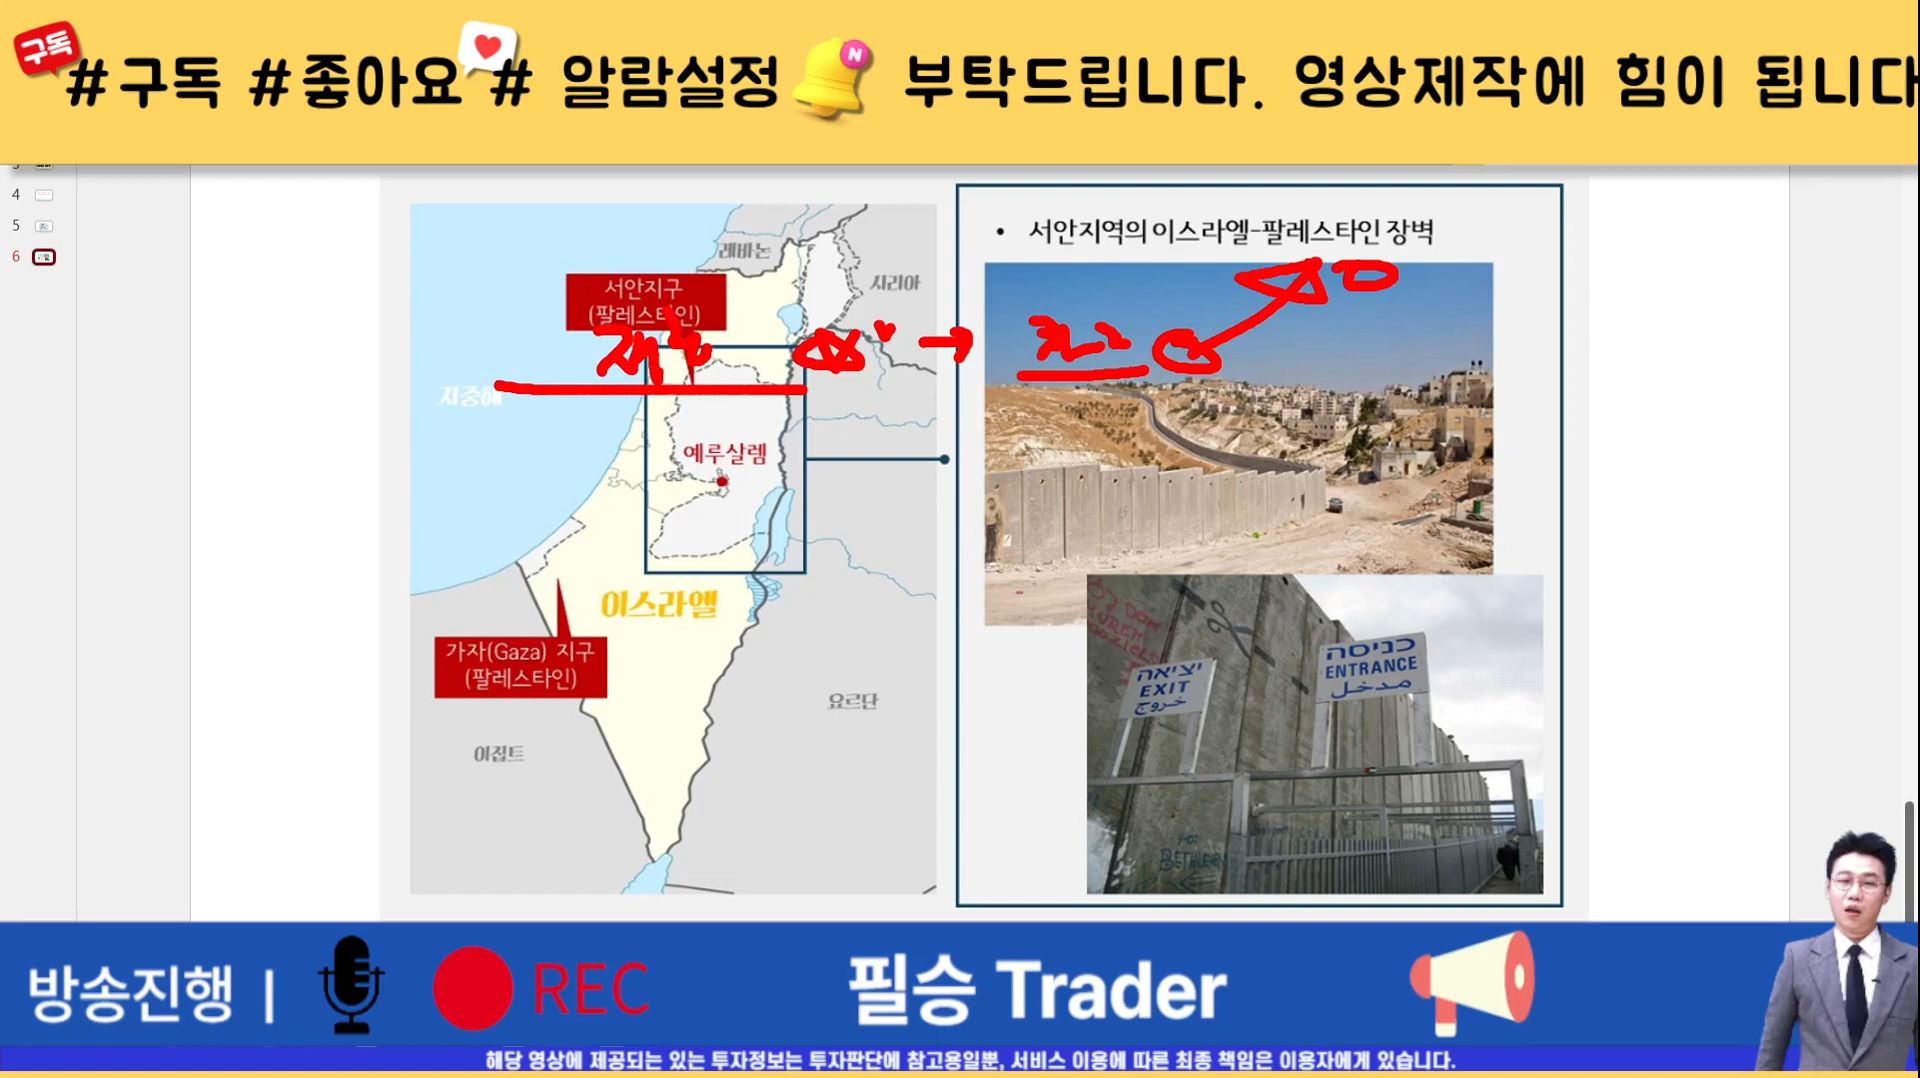 구독
#구독 #좋아요 # 알람설정 N 부탁드립니다. 영상제작에 힘이 됩니다
4
5
6
레바논
시리아
서안지구
(팔레스타인)
지중해
예루살렘
이스라엘
가자(Gaza) 지구
(팔레스타인)
요르단
이집트
• 서안지역의 이스라엘-팔레스타인 장벽
יציאה
EXIT
خروج
כניסה
ENTRANCE
مدخل
TO:
방송진행 | REC 필승 Trader
해당 영상에 제공되는 있는 투자정보는 투자판단에 참고용일뿐, 서비스 이용에 따른 최종 책임은 이용자에게 있습니다.